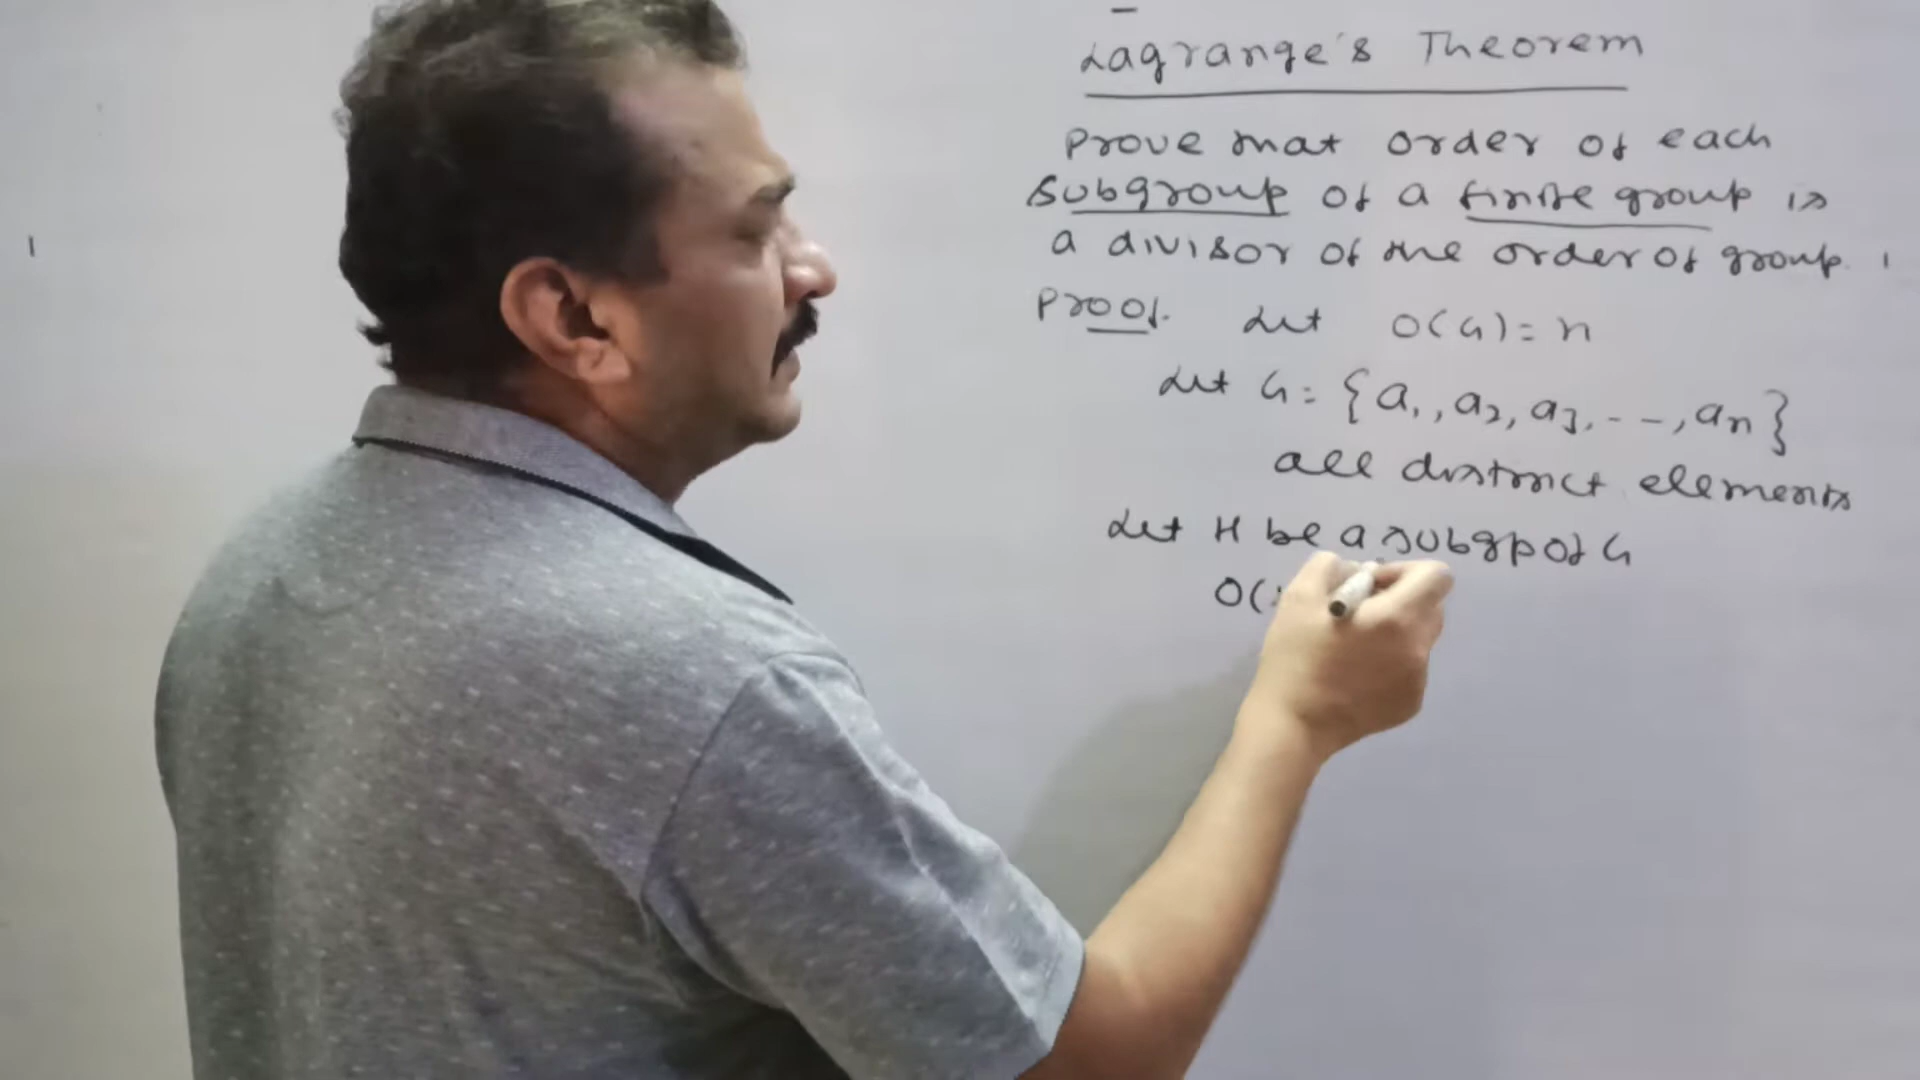 Lagrange's Theorem
Prove that order of each
subgroup of a finite group is
a divisor of the order of group.
Proof. Let O(G) = n
Let G = {a1, a2, a3, - - -, an}
all distinct elements
Let H be a subgp of G
O(